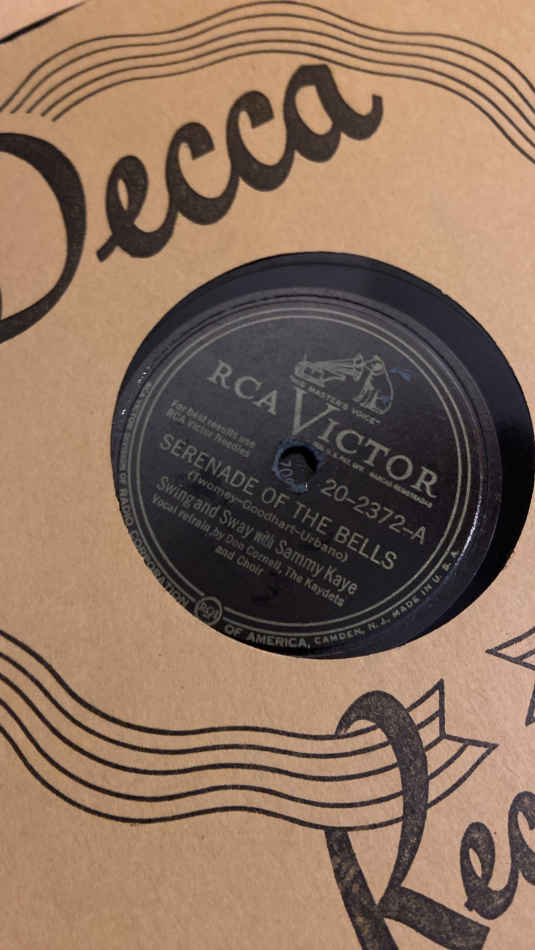 Decca
"HIS MASTER'S VOICE"
RCA VICTOR
For best results use
RCA Victor Needles
20-2372-A
SERENADE OF THE BELLS
(Twomey-Goodhart-Urbano)
Swing and Sway with Sammy Kaye
Vocal refrain by Don Cornell, The Kaydets
and Choir
RADIO CORPORATION RCA OF AMERICA, CAMDEN, N. J. MADE IN U. S. A.